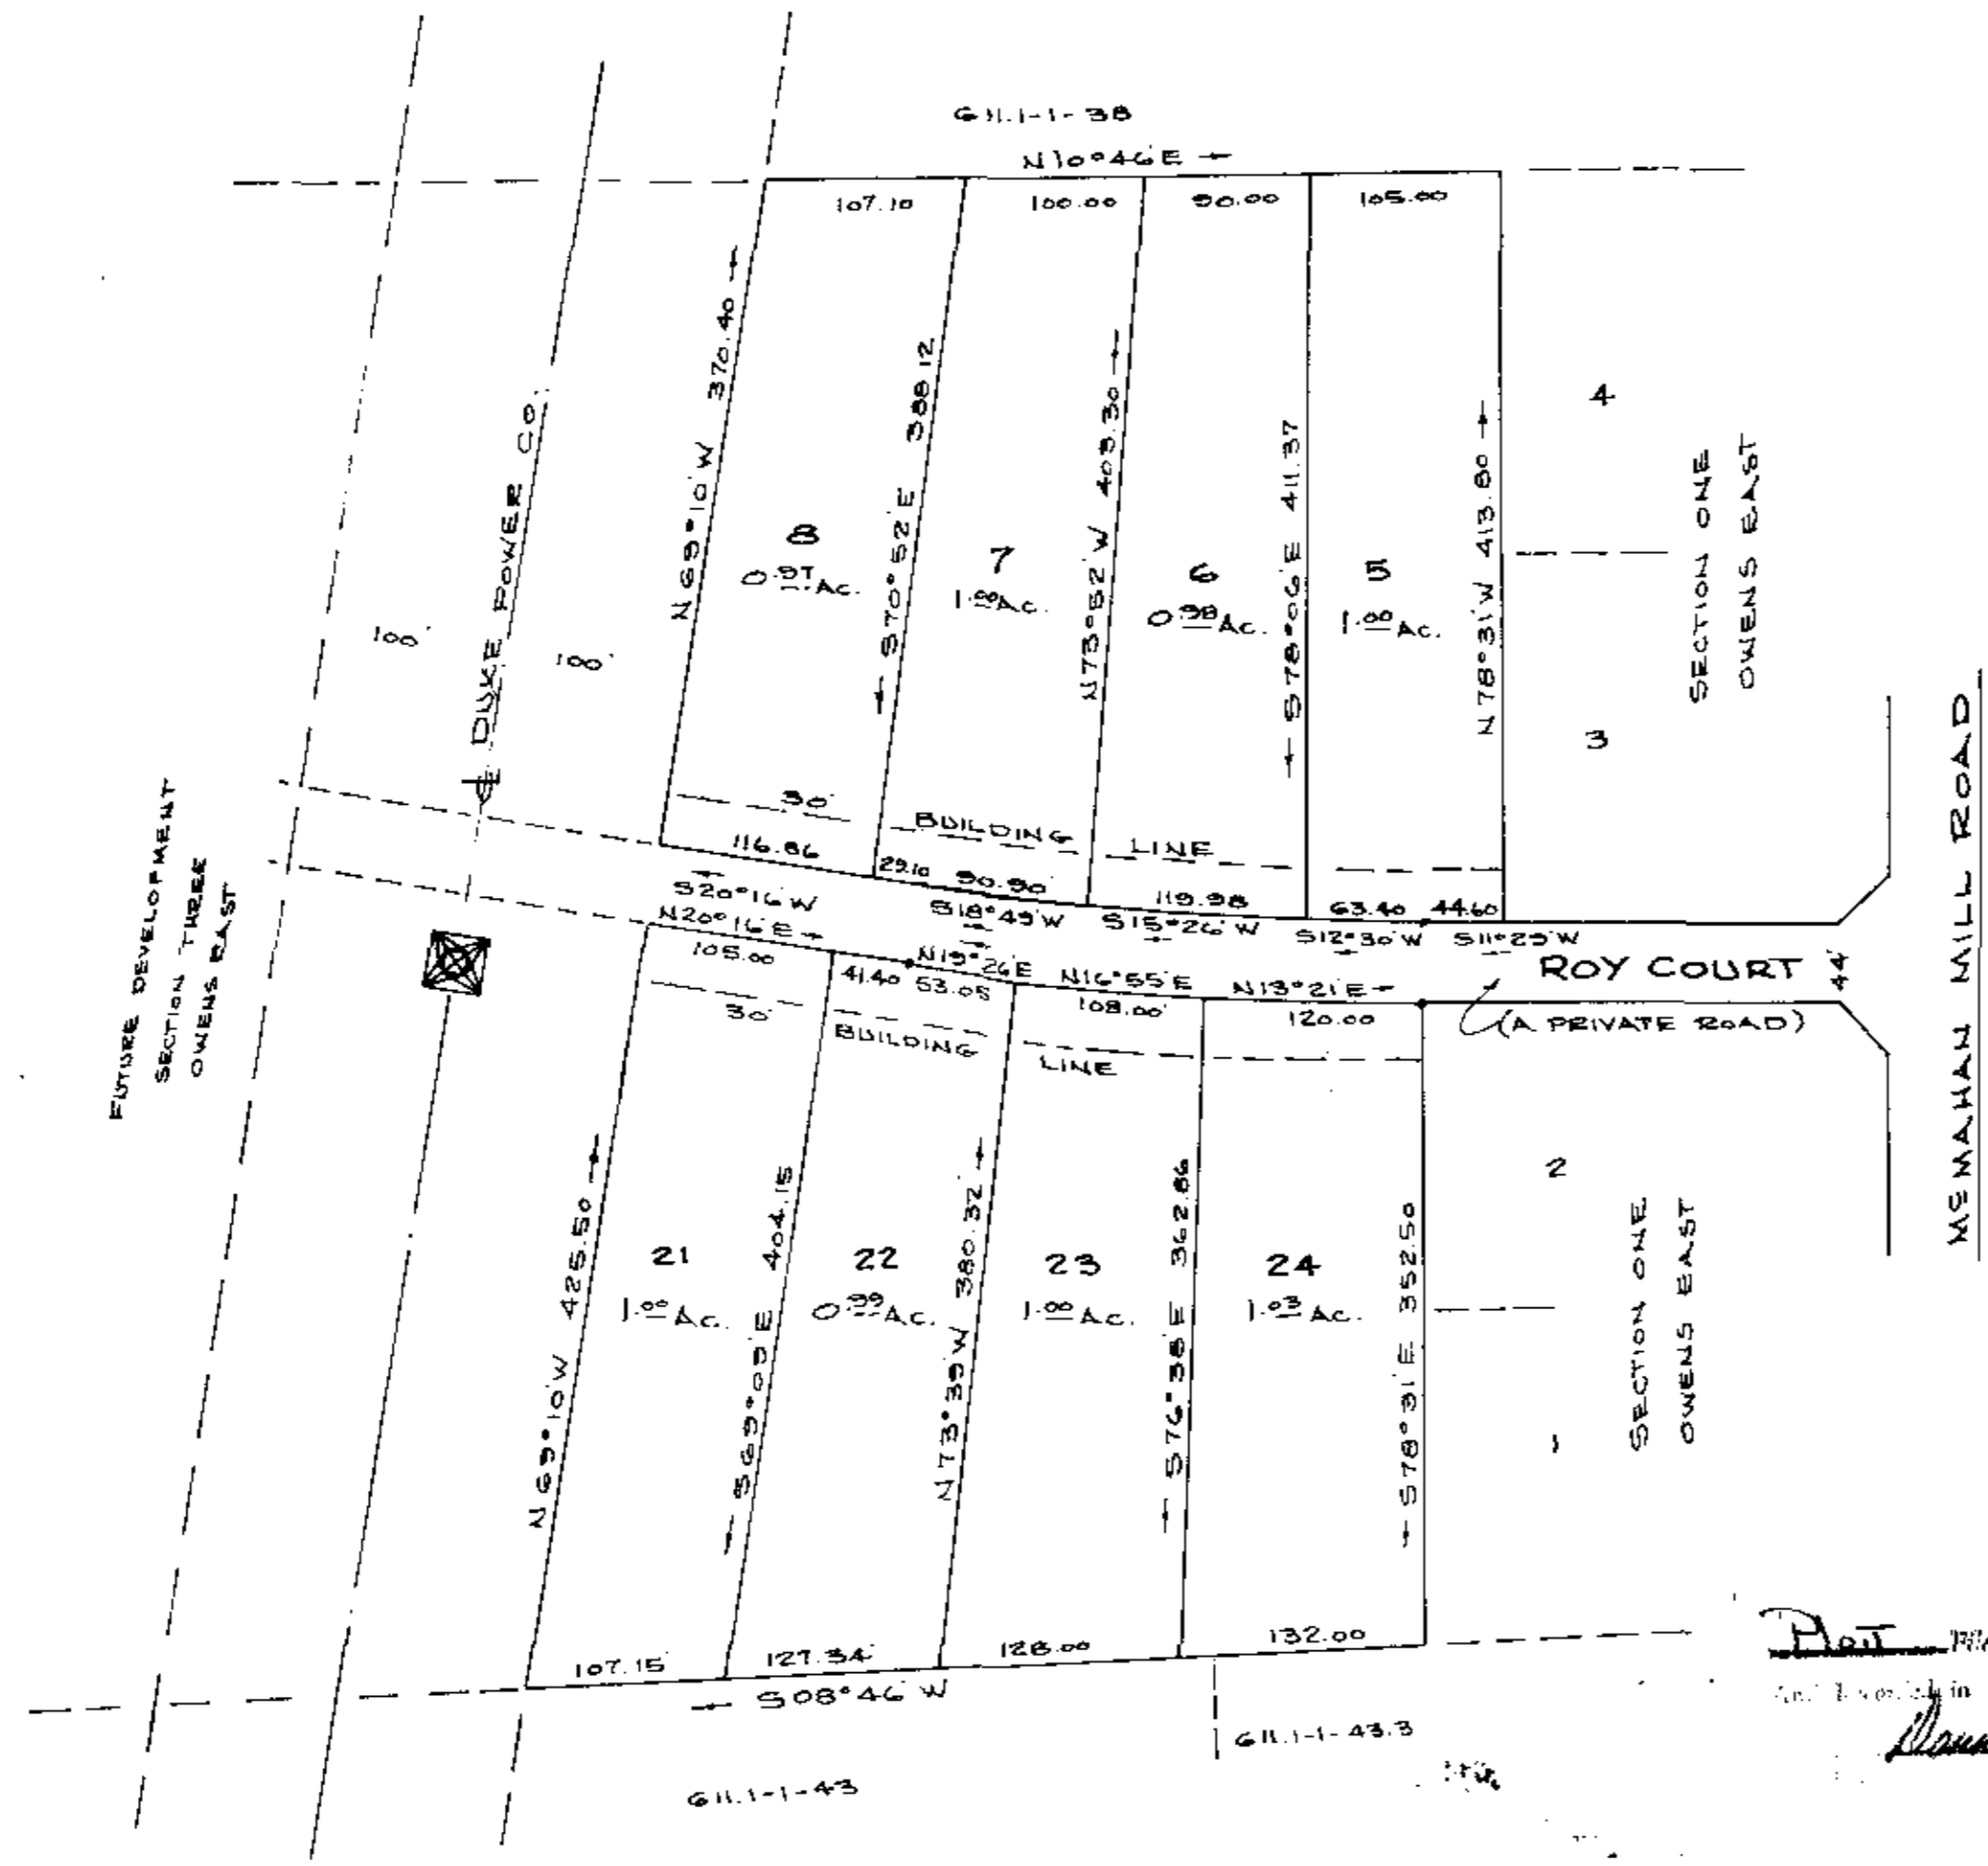 611.1-1-38
N10°46'E
107.10
100.00
90.00
105.00
N69°10'W 370.40
S70°52'E 388.12
N73°52'W 403.30
S78°06'E 411.37
N78°31'W 413.80
8
0.97 Ac.
7
1.00 Ac.
6
0.98 Ac.
5
1.00 Ac.
4
3
SECTION ONE
OWENS EAST
100'
100'
℄ DUKE POWER CO.
30'
BUILDING
LINE
116.86
29.10
90.90'
119.98
63.40
44.60
S20°16'W
S18°49'W
S15°26'W
S12°30'W
S11°29'W
N20°16'E
N19°26'E
N16°55'E
N13°21'E
ROY COURT
44'
(A PRIVATE ROAD)
MCMAHAN MILL ROAD
105.00
41.40
53.05
108.00'
120.00
30'
BUILDING
LINE
FUTURE DEVELOPMENT
SECTION THREE
OWENS EAST
N69°10'W 425.50
S69°09'E 404.15
N73°39'W 380.32
S76°38'E 362.86
S78°31'E 352.50
21
1.00 Ac.
22
0.99 Ac.
23
1.00 Ac.
24
1.03 Ac.
2
1
SECTION ONE
OWENS EAST
107.15'
127.34'
128.00
132.00
S08°46'W
611.1-1-43.3
611.1-1-43
in